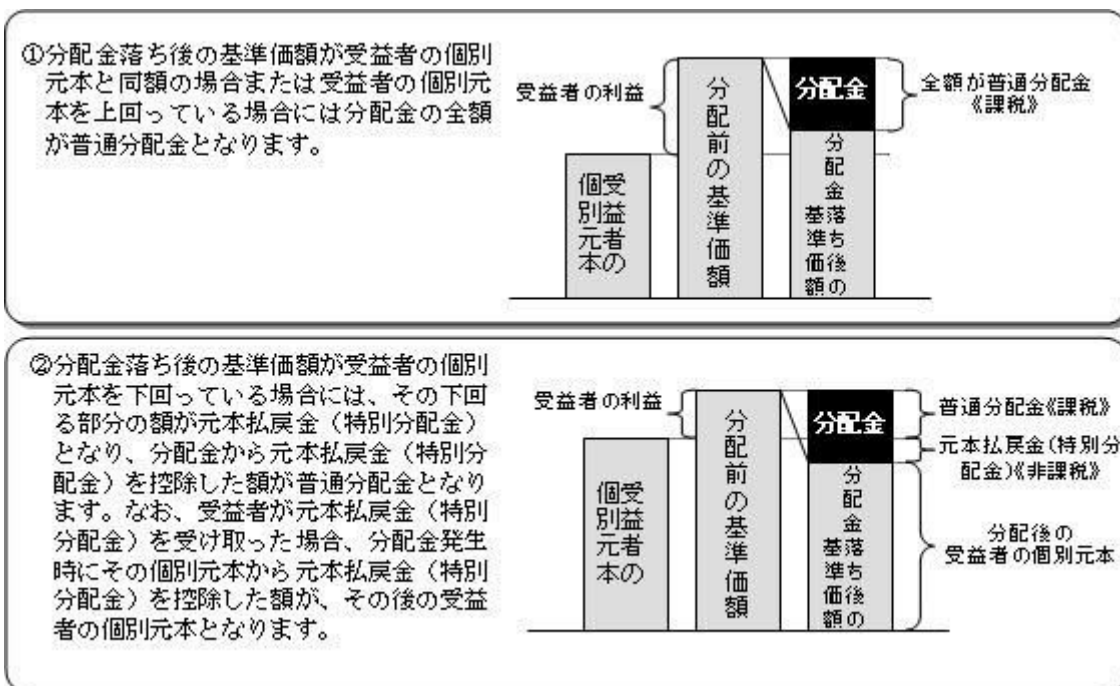 ①分配金落ち後の基準価額が受益者の個別
元本と同額の場合または受益者の個別元
本を上回っている場合には分配金の全額
が普通分配金となります。
受益者の利益
個別元本
受益者の
分配前の基準価額
分配金
分配金落ち後の
基準価額
全額が普通分配金
《課税》
②分配金落ち後の基準価額が受益者の個別
元本を下回っている場合には、その下回
る部分の額が元本払戻金（特別分配金）
となり、分配金から元本払戻金（特別分
配金）を控除した額が普通分配金となり
ます。なお、受益者が元本払戻金（特別
分配金）を受け取った場合、分配金発生
時にその個別元本から元本払戻金（特別
分配金）を控除した額が、その後の受益
者の個別元本となります。
受益者の利益
受益者の
個別元本
分配前の基準価額
分配金
分配金落ち後の
基準価額
普通分配金《課税》
元本払戻金(特別分
配金)《非課税》
分配後の
受益者の個別元本